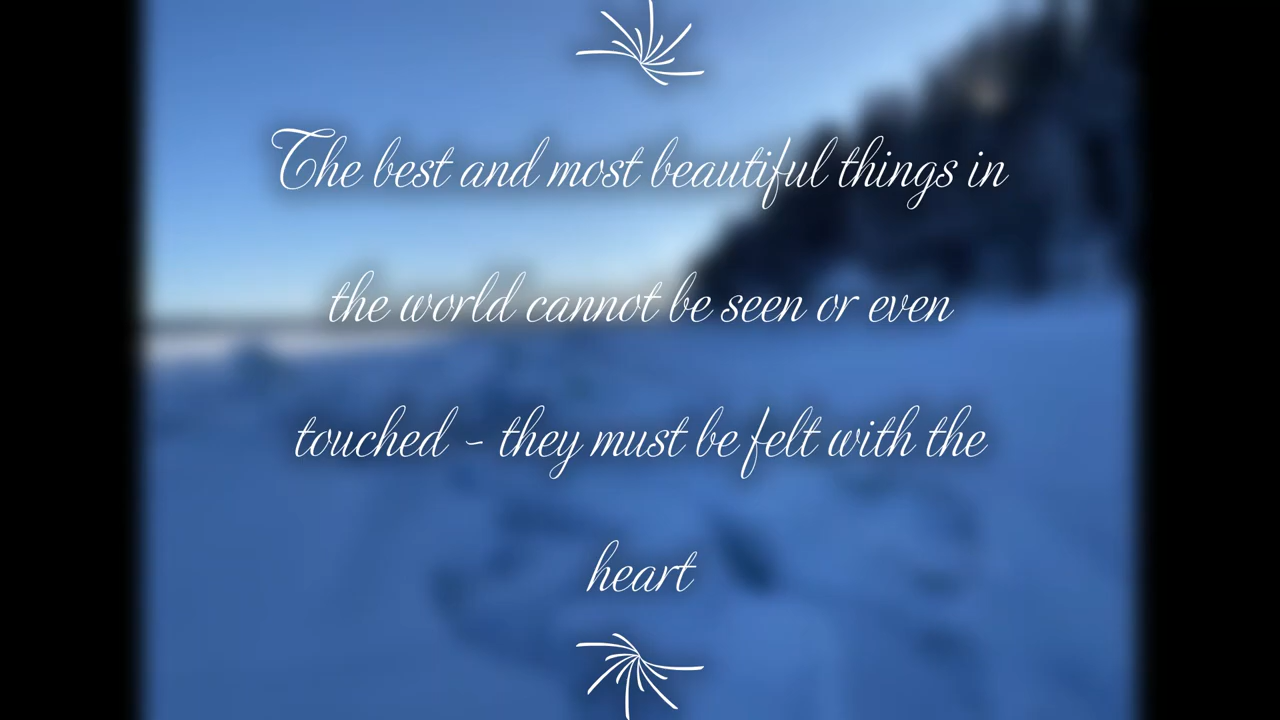 The best and most beautiful things in
the world cannot be seen or even
touched - they must be felt with the
heart